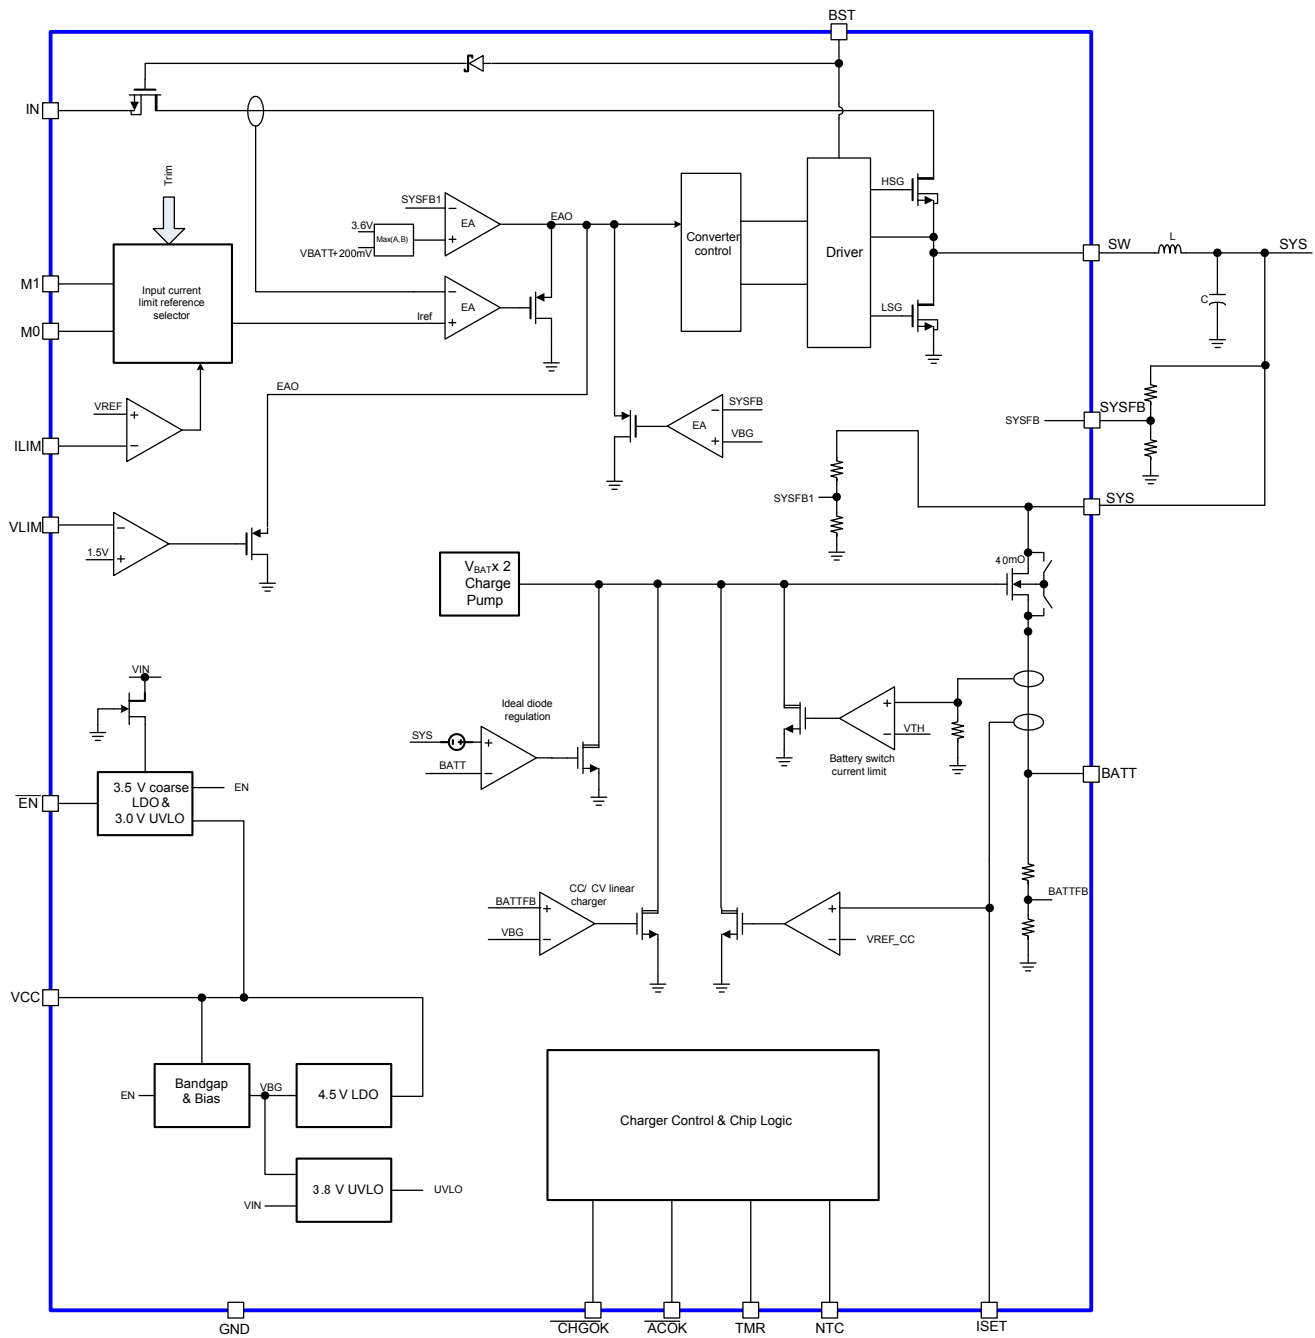 BST
IN
Trim
HSG
SYSFB1
−
EA
+
EAO
3.6V
Max(A,B)
VBATT+200mV
Converter
control
Driver
SW
L
SYS
M1
Input current
limit reference
selector
−
EA
Iref
+
C
M0
LSG
EAO
VREF
+
−
ILIM
SYSFB
−
EA
+
VBG
SYSFB
SYSFB
SYSFB1
SYS
VLIM
−
1.5V
+
40mO
VBATx 2
Charge
Pump
VIN
Ideal diode
regulation
SYS
+
BATT
−
+
VTH
−
Battery switch
current limit
BATT
EN
3.5 V coarse
LDO &
3.0 V UVLO
EN
CC/ CV linear
charger
BATTFB
+
VBG
−
+
−
VREF_CC
BATTFB
VCC
EN
Bandgap
& Bias
VBG
4.5 V LDO
Charger Control & Chip Logic
3.8 V UVLO
UVLO
VIN
GND
CHGOK
ACOK
TMR
NTC
ISET